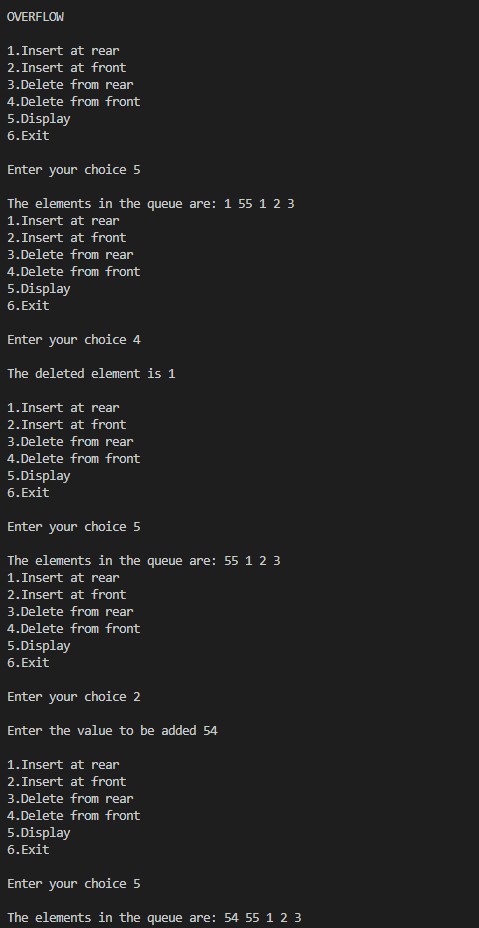 OVERFLOW
1.Insert at rear
2.Insert at front
3.Delete from rear
4.Delete from front
5.Display
6.Exit
Enter your choice 5
The elements in the queue are: 1 55 1 2 3
1.Insert at rear
2.Insert at front
3.Delete from rear
4.Delete from front
5.Display
6.Exit
Enter your choice 4
The deleted element is 1
1.Insert at rear
2.Insert at front
3.Delete from rear
4.Delete from front
5.Display
6.Exit
Enter your choice 5
The elements in the queue are: 55 1 2 3
1.Insert at rear
2.Insert at front
3.Delete from rear
4.Delete from front
5.Display
6.Exit
Enter your choice 2
Enter the value to be added 54
1.Insert at rear
2.Insert at front
3.Delete from rear
4.Delete from front
5.Display
6.Exit
Enter your choice 5
The elements in the queue are: 54 55 1 2 3